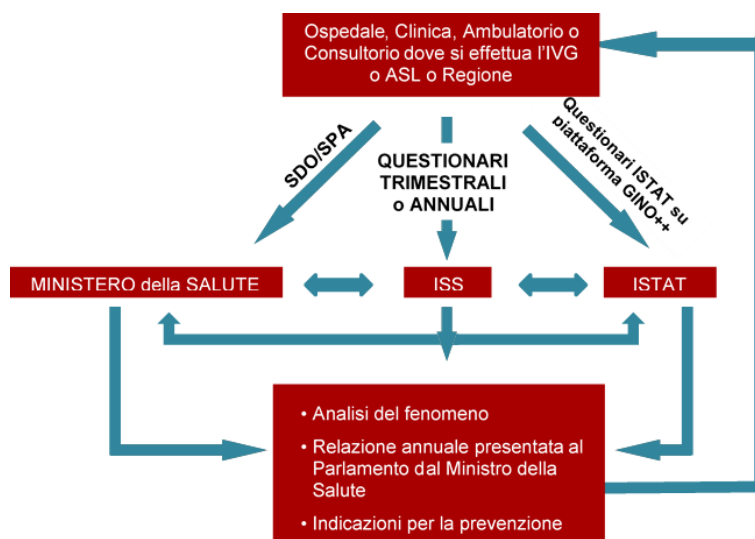 Ospedale, Clinica, Ambulatorio o
Consultorio dove si effettua l'IVG
o ASL o Regione
SDO/SPA
QUESTIONARI
TRIMESTRALI
o ANNUALI
Questionari ISTAT su
piattaforma GINO++
MINISTERO della SALUTE
ISS
ISTAT
• Analisi del fenomeno
• Relazione annuale presentata al
Parlamento dal Ministro della
Salute
• Indicazioni per la prevenzione